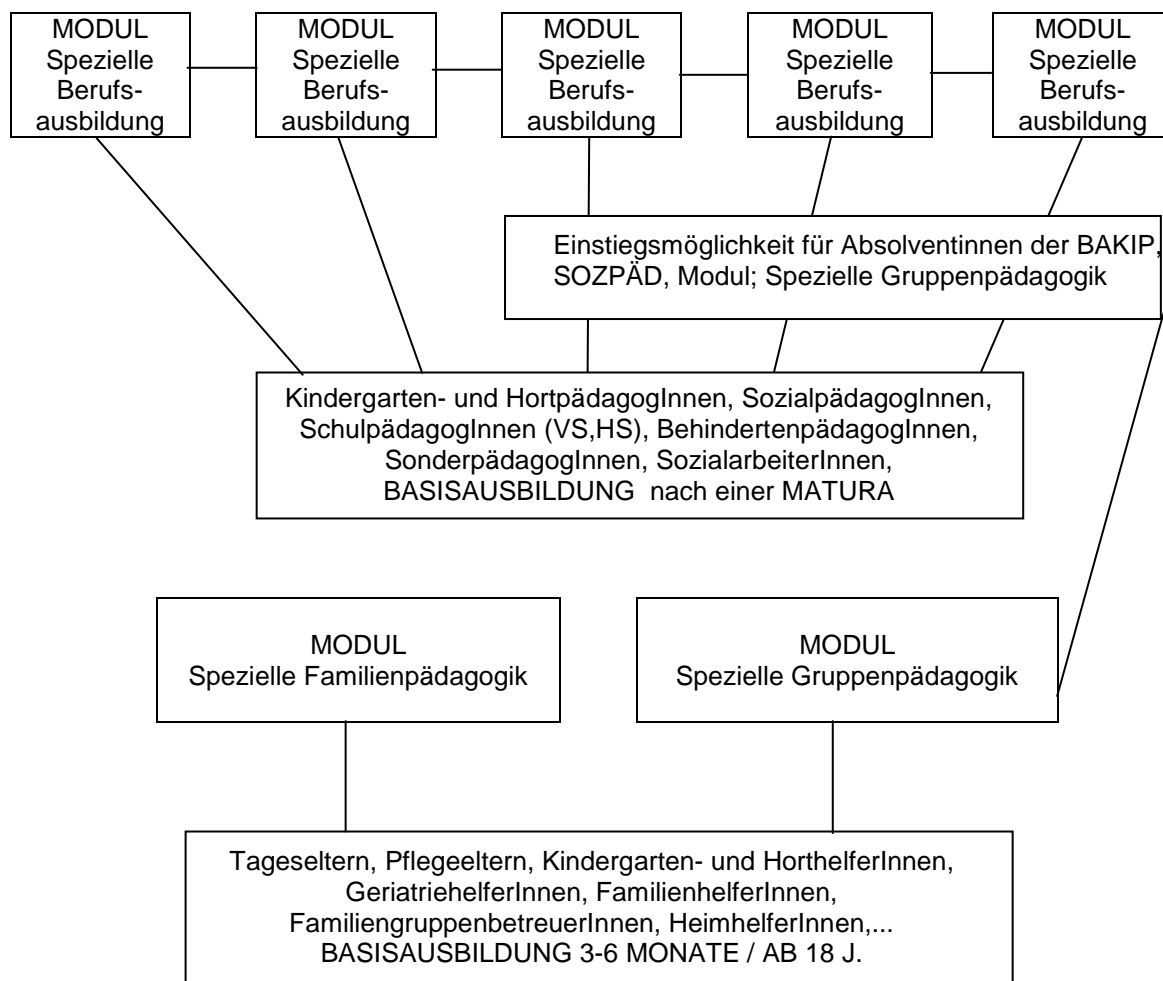 MODUL
Spezielle
Berufs-
ausbildung
MODUL
Spezielle
Berufs-
ausbildung
MODUL
Spezielle
Berufs-
ausbildung
MODUL
Spezielle
Berufs-
ausbildung
MODUL
Spezielle
Berufs-
ausbildung
Einstiegsmöglichkeit für Absolventinnen der BAKIP,
SOZPÄD, Modul; Spezielle Gruppenpädagogik
Kindergarten- und HortpädagogInnen, SozialpädagogInnen,
SchulpädagogInnen (VS,HS), BehindertenpädagogInnen,
SonderpädagogInnen, SozialarbeiterInnen,
BASISAUSBILDUNG nach einer MATURA
MODUL
Spezielle Familienpädagogik
MODUL
Spezielle Gruppenpädagogik
Tageseltern, Pflegeeltern, Kindergarten- und HorthelferInnen,
GeriatriehelferInnen, FamilienhelferInnen,
FamiliengruppenbetreuerInnen, HeimhelferInnen,...
BASISAUSBILDUNG 3-6 MONATE / AB 18 J.